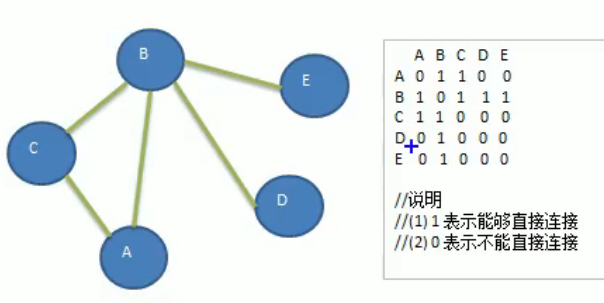 B
E
C
D
A
A B C D E
A 0 1 1 0 0
B 1 0 1 1 1
C 1 1 0 0 0
D 0 1 0 0 0
E 0 1 0 0 0
//说明
//(1) 1 表示能够直接连接
//(2) 0 表示不能直接连接